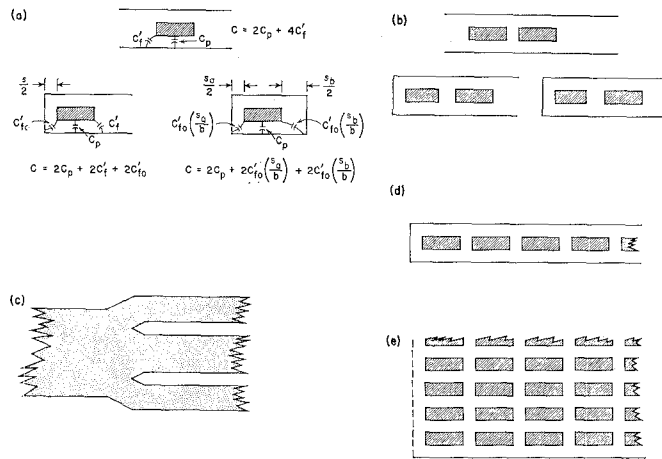 (a)
C = 2Cp + 4C'f
C'f
Cp
s/2
C'fo
C'f
Cp
C = 2Cp + 2C'f + 2C'fo
sa/2
sb/2
C'fo(sa/b)
C'fo(sb/b)
Cp
C = 2Cp + 2C'fo(sa/b) + 2C'fo(sb/b)
(b)
(c)
(d)
(e)